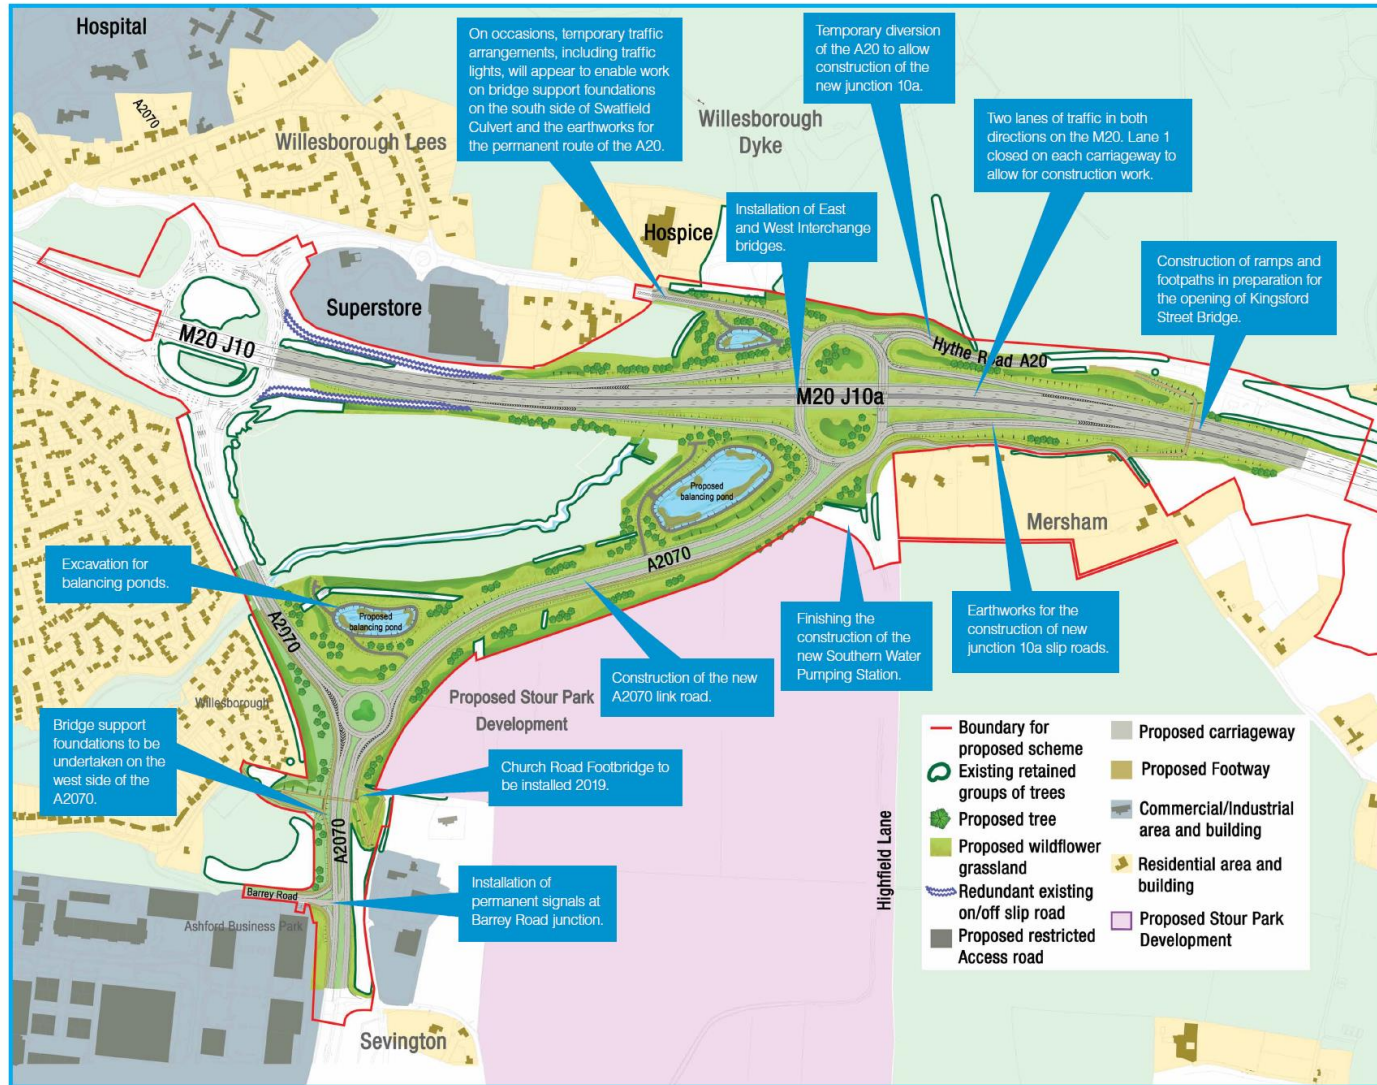 Hospital
A2070
Willesborough Lees
On occasions, temporary traffic
arrangements, including traffic
lights, will appear to enable work
on bridge support foundations
on the south side of Swatfield
Culvert and the earthworks for
the permanent route of the A20.
Temporary diversion
of the A20 to allow
construction of the
new junction 10a.
Willesborough
Dyke
Two lanes of traffic in both
directions on the M20. Lane 1
closed on each carriageway to
allow for construction work.
Hospice
Installation of East
and West Interchange
bridges.
Construction of ramps and
footpaths in preparation for
the opening of Kingsford
Street Bridge.
Superstore
M20 J10
Hythe Road A20
M20 J10a
Proposed
balancing pond
Mersham
Excavation for
balancing ponds.
A2070
A2070
Proposed
balancing pond
Finishing the
construction of the
new Southern Water
Pumping Station.
Earthworks for the
construction of new
junction 10a slip roads.
Construction of the new
A2070 link road.
Willesborough
Proposed Stour Park
Development
Bridge support
foundations to be
undertaken on the
west side of the
A2070.
Church Road Footbridge to
be installed 2019.
A2070
Highfield Lane
Barrey Road
Ashford Business Park
Installation of
permanent signals at
Barrey Road junction.
Sevington
Boundary for
proposed scheme
Existing retained
groups of trees
Proposed tree
Proposed wildflower
grassland
Redundant existing
on/off slip road
Proposed restricted
Access road
Proposed carriageway
Proposed Footway
Commercial/Industrial
area and building
Residential area and
building
Proposed Stour Park
Development